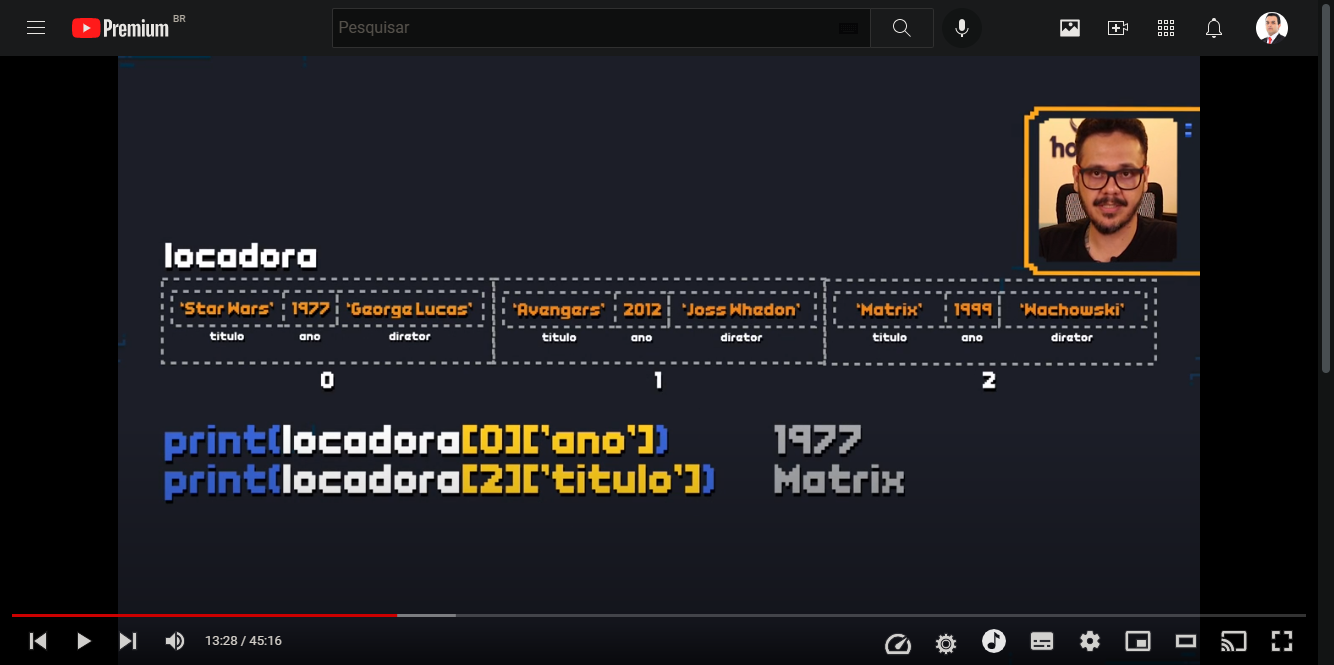 Premium BR
Pesquisar
locadora
'Star Wars' 1977 'George Lucas' 'Avengers' 2012 'Joss Whedon' 'Matrix' 1999 'Wachowski'
titulo ano diretor titulo ano diretor titulo ano diretor
0 1 2
print(locadora[0]['ano']) 1977
print(locadora[2]['titulo']) Matrix
13:28 / 45:16